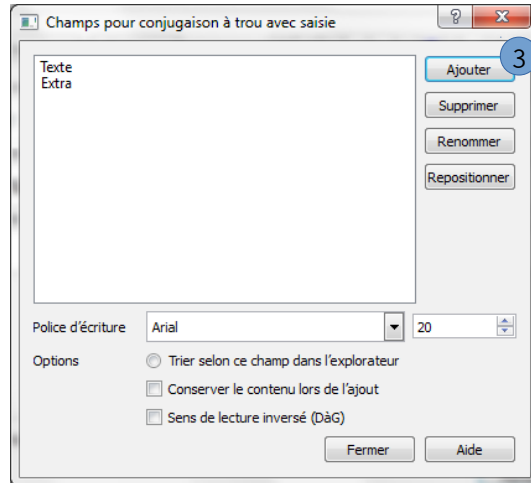 Champs pour conjugaison à trou avec saisie
Texte
Extra
Ajouter
3
Supprimer
Renommer
Repositionner
Police d'écriture Arial 20
Options Trier selon ce champ dans l'explorateur
Conserver le contenu lors de l'ajout
Sens de lecture inversé (DàG)
Fermer Aide